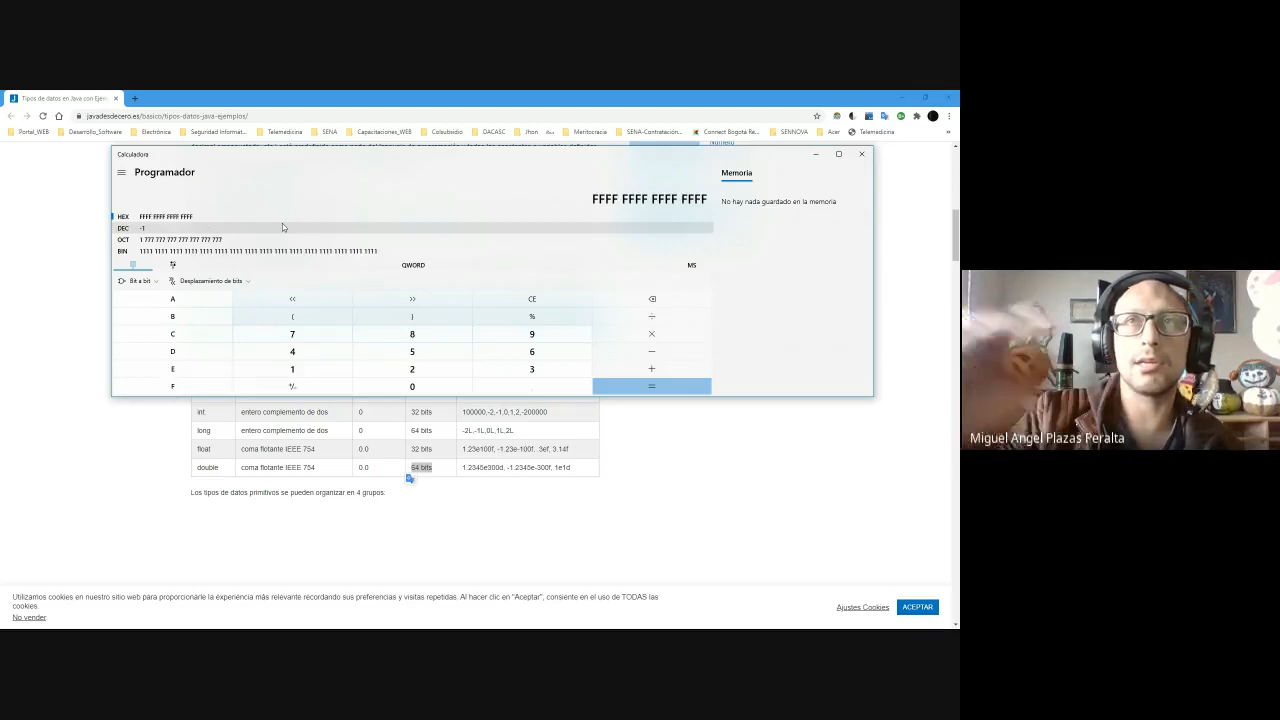 Tipos de datos en Java con Ejem
javadesdecero.es/basico/tipos-datos-java-ejemplos/
Portal_WEB Desarrollo_Software Electrónica Seguridad Informát... Telemedicina SENA Capacitaciones_WEB Colsubsidio DACASC Jhon SENA-Contratación... Connect Bogotá Re... SENNOVA Acer Telemedicina
Calculadora
Programador
Memoria
FFFF FFFF FFFF FFFF
No hay nada guardado en la memoria
HEX FFFF FFFF FFFF FFFF
DEC -1
OCT 1 777 777 777 777 777 777 777
BIN 1111 1111 1111 1111 1111 1111 1111 1111 1111 1111 1111 1111 1111 1111 1111 1111
QWORD MS
Bit a bit Desplazamiento de bits
A << >> CE
B ( ) % ÷
C 7 8 9 ×
D 4 5 6 −
E 1 2 3 +
F +/- 0 . =
int entero complemento de dos 0 32 bits 100000,-2,-1.0,1,2,-200000
long entero complemento de dos 0 64 bits -2L,-1L,0L,1L,2L
float coma flotante IEEE 754 0.0 32 bits 1.23e100f, -1.23e-100f, .3ef, 3.14f
double coma flotante IEEE 754 0.0 64 bits 1.2345e300d, -1.2345e-300f, 1e1d
Los tipos de datos primitivos se pueden organizar en 4 grupos:
Utilizamos cookies en nuestro sitio web para proporcionarle la experiencia más relevante recordando sus preferencias y visitas repetidas. Al hacer clic en "Aceptar", consiente en el uso de TODAS las
cookies.
No vender
Ajustes Cookies ACEPTAR
Miguel Angel Plazas Peralta